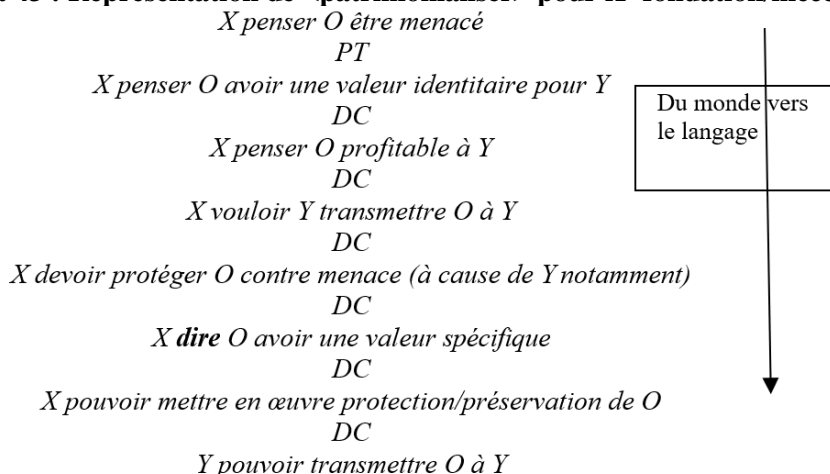 X penser O être menacé
PT
X penser O avoir une valeur identitaire pour Y
DC
Du monde vers
le langage
X penser O profitable à Y
DC
X vouloir Y transmettre O à Y
DC
X devoir protéger O contre menace (à cause de Y notamment)
DC
X dire O avoir une valeur spécifique
DC
X pouvoir mettre en œuvre protection/préservation de O
DC
Y pouvoir transmettre O à Y